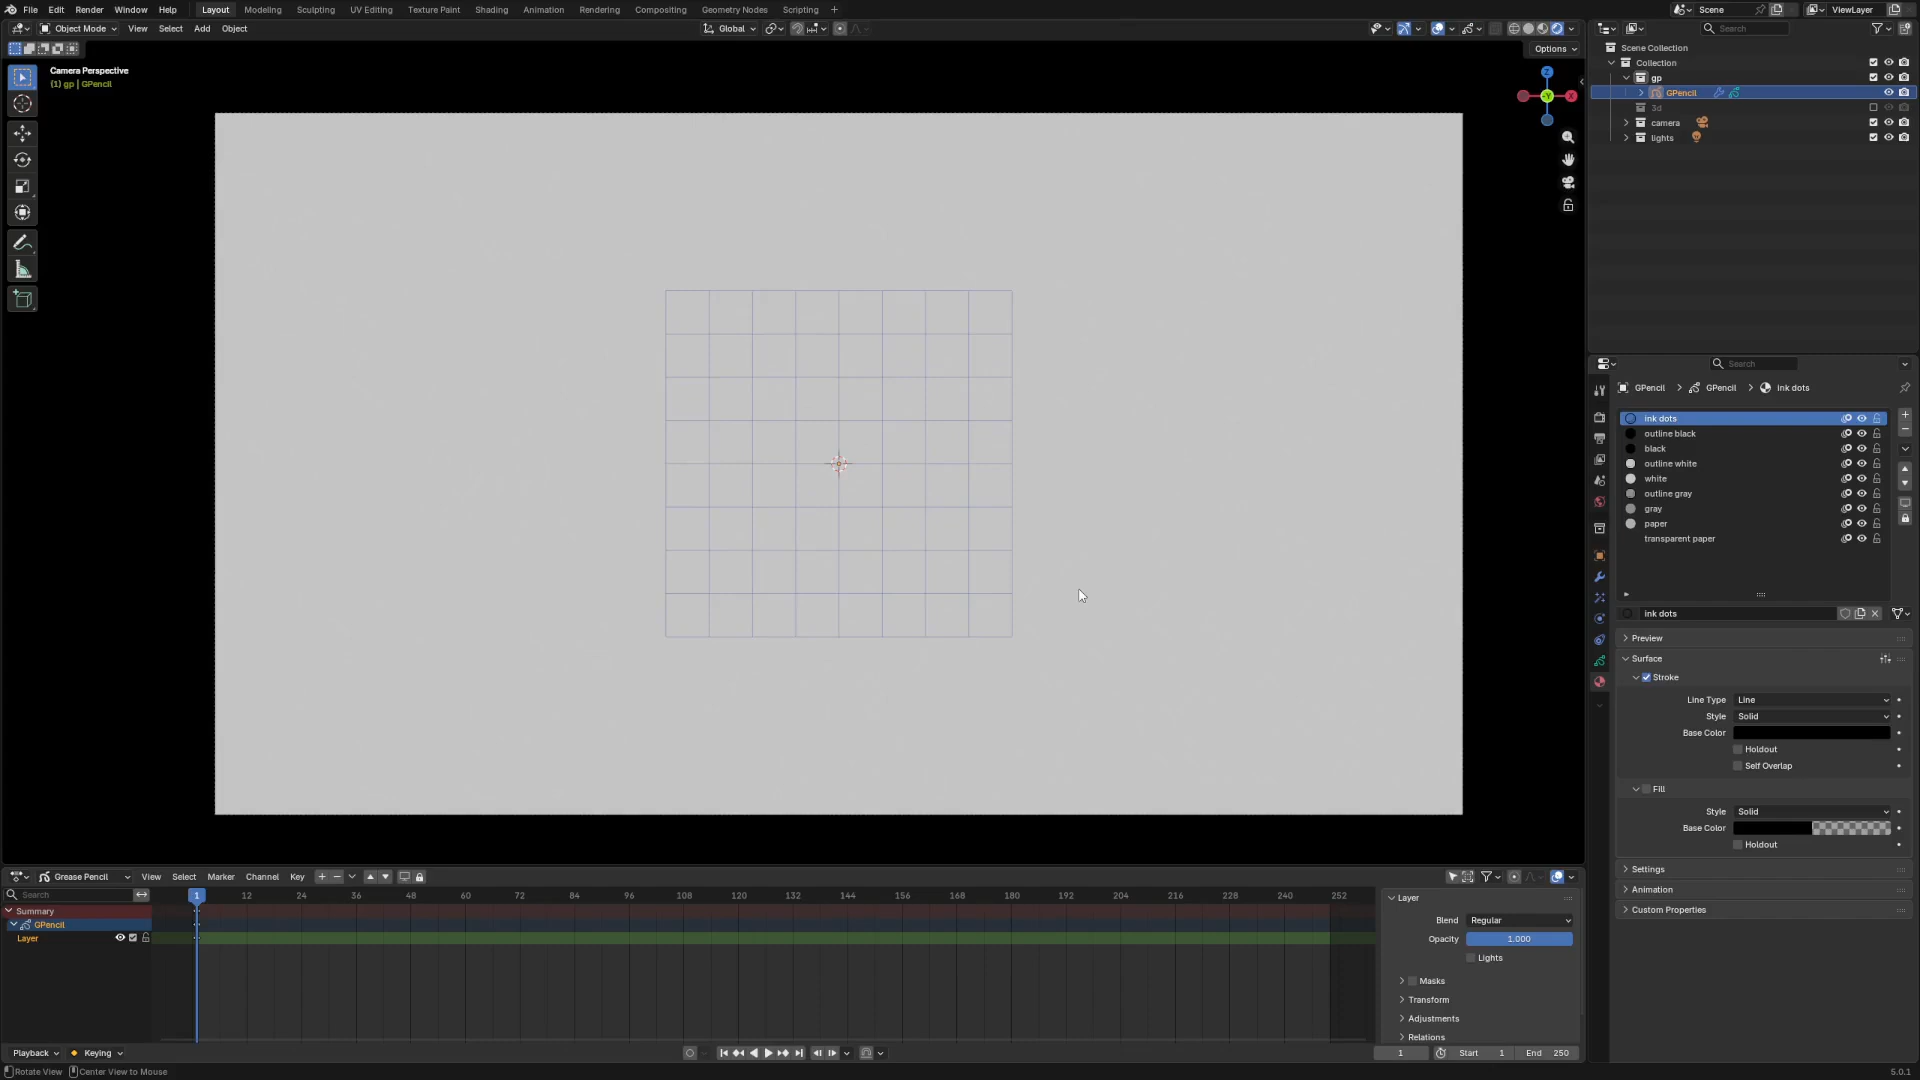 File Edit Render Window Help Layout Modeling Sculpting UV Editing Texture Paint Shading Animation Rendering Compositing Geometry Nodes Scripting + Scene ViewLayer
Object Mode View Select Add Object Global Search
Options
Camera Perspective
(1) gp | GPencil
Z
-Y
X
Scene Collection
Collection
gp
GPencil
3d
camera
lights
Search
GPencil > GPencil > ink dots
ink dots
outline black
black
outline white
white
outline gray
gray
paper
transparent paper
ink dots
Preview
Surface
Stroke
Line Type Line
Style Solid
Base Color
Holdout
Self Overlap
Fill
Style Solid
Base Color
Holdout
Settings
Animation
Custom Properties
Grease Pencil View Select Marker Channel Key
Search 1 12 24 36 48 60 72 84 96 108 120 132 144 156 168 180 192 204 216 228 240 252
Summary
GPencil
Layer
Layer
Blend Regular
Opacity 1.000
Lights
Masks
Transform
Adjustments
Relations
Playback Keying 1 Start 1 End 250
Rotate View Center View to Mouse 5.0.1